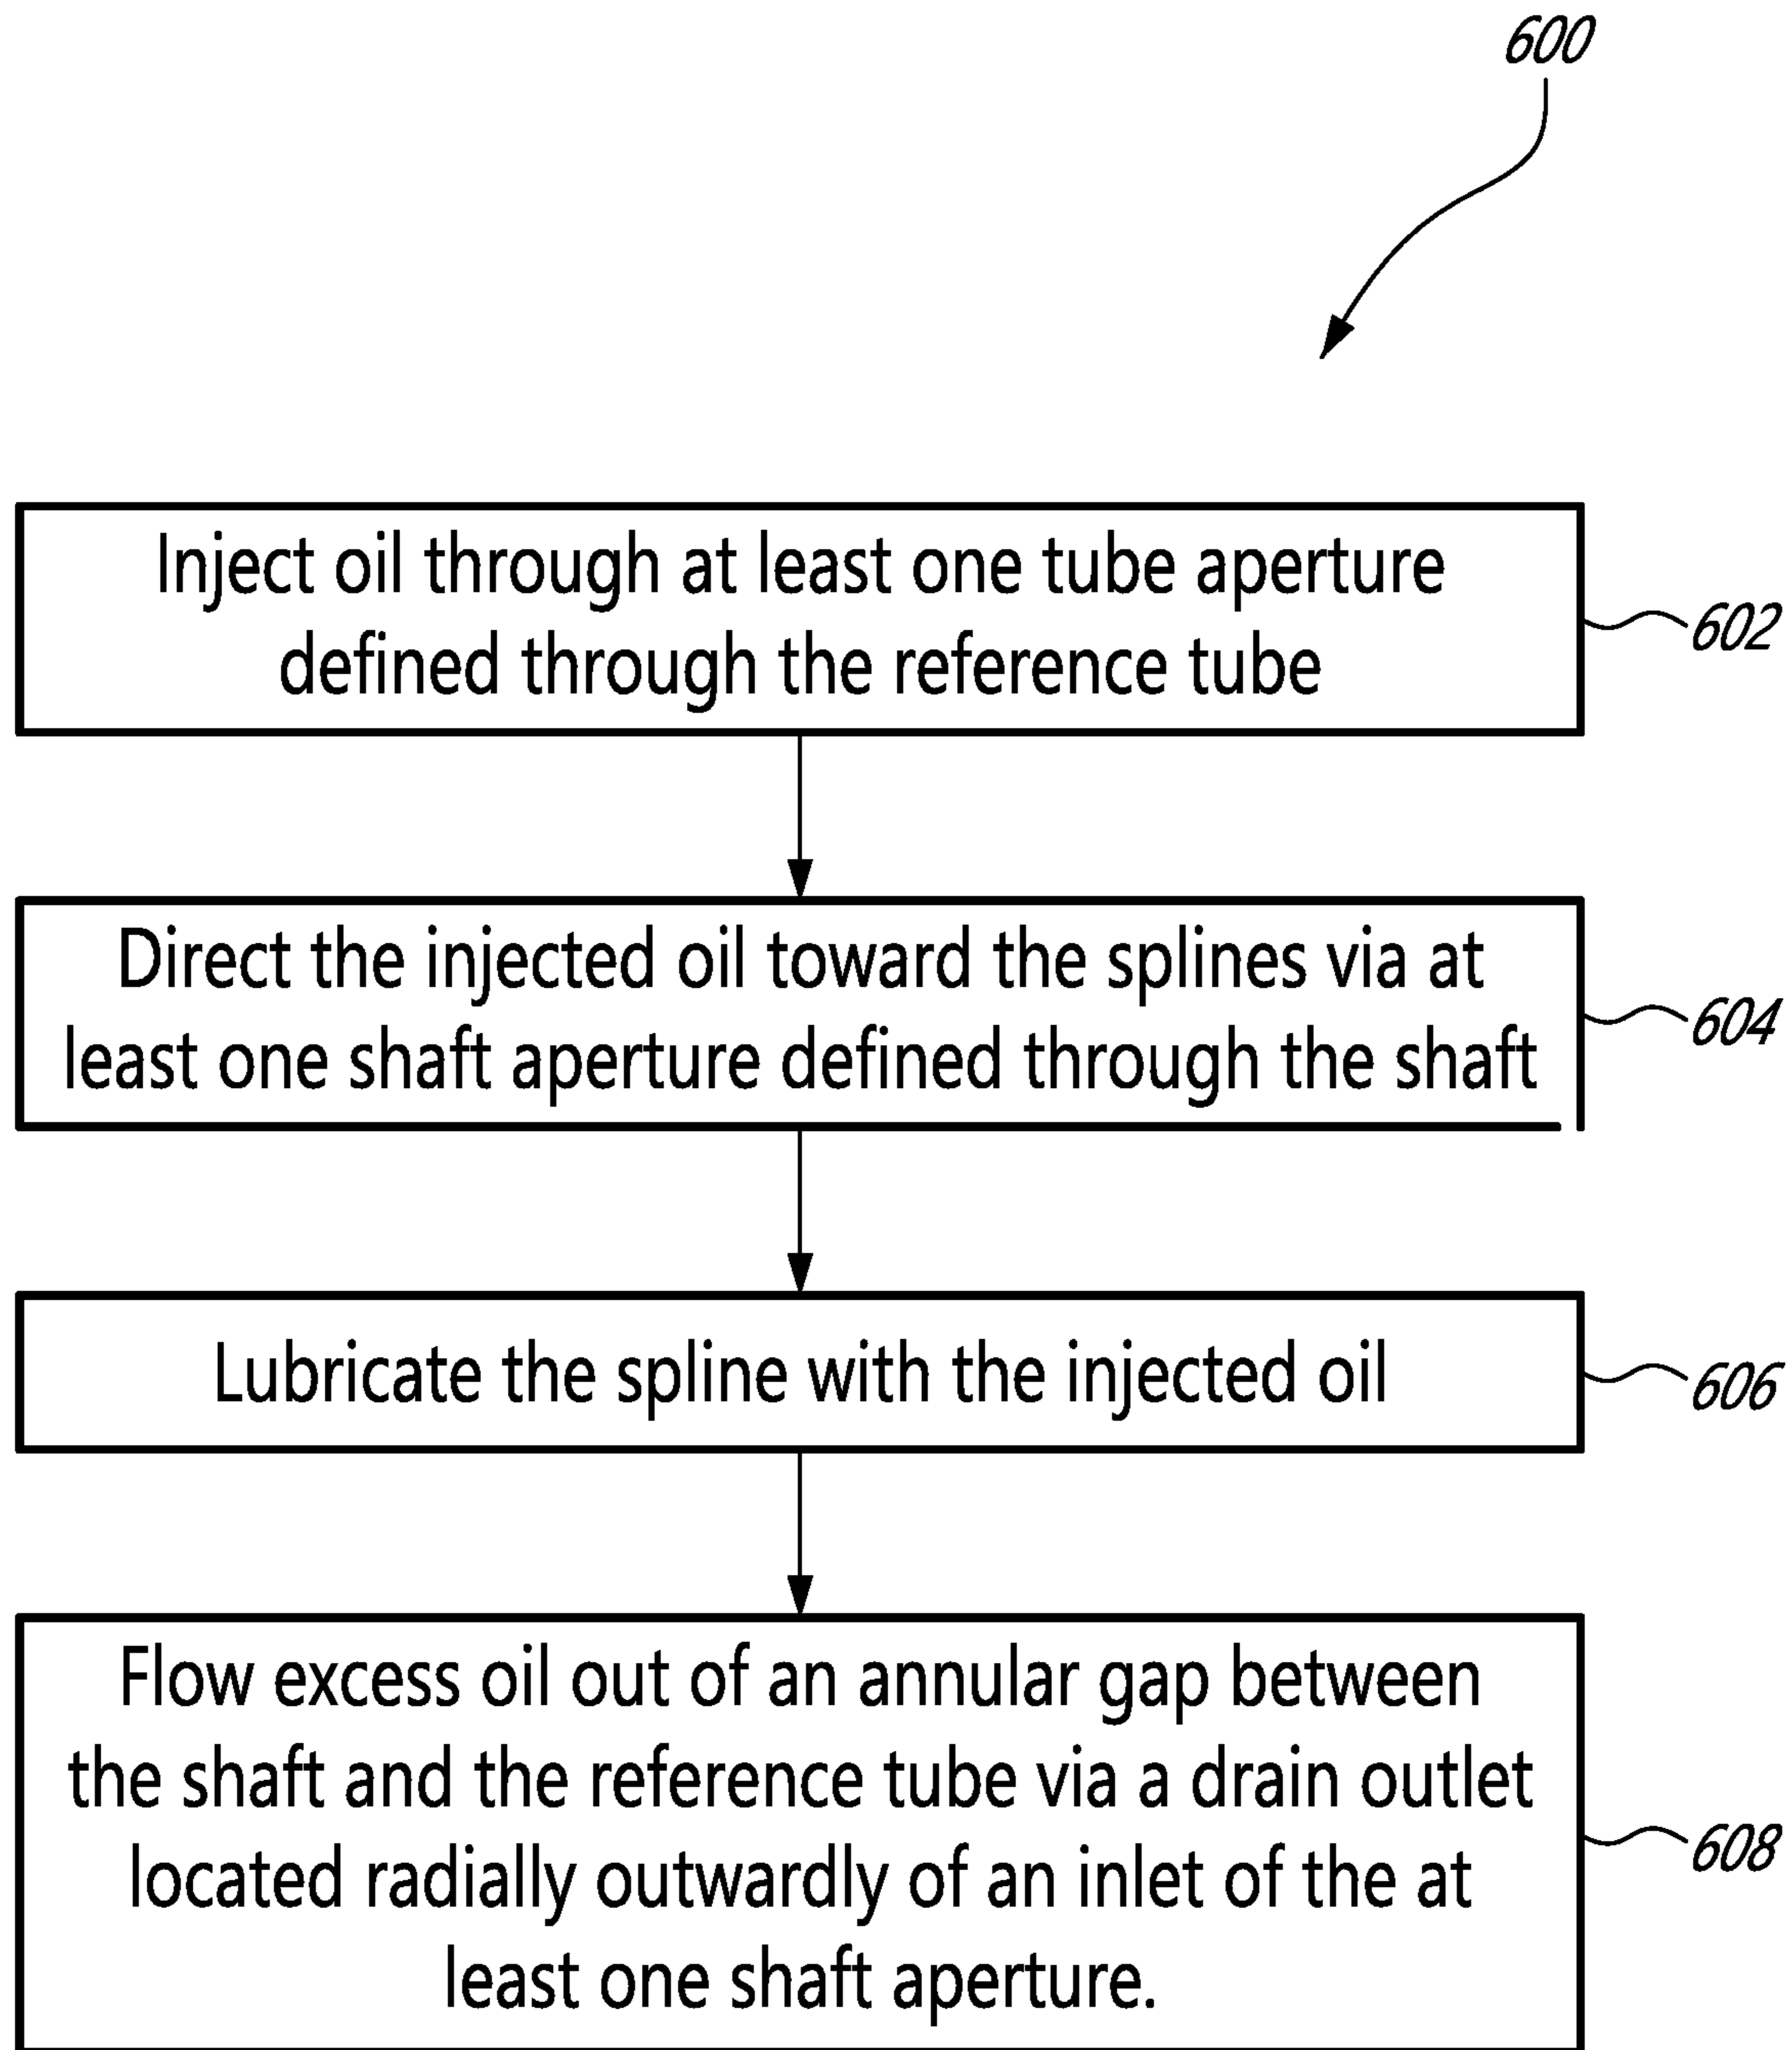 600
Inject oil through at least one tube aperture
defined through the reference tube
602
Direct the injected oil toward the splines via at
least one shaft aperture defined through the shaft
604
Lubricate the spline with the injected oil
606
Flow excess oil out of an annular gap between
the shaft and the reference tube via a drain outlet
located radially outwardly of an inlet of the at
least one shaft aperture.
608